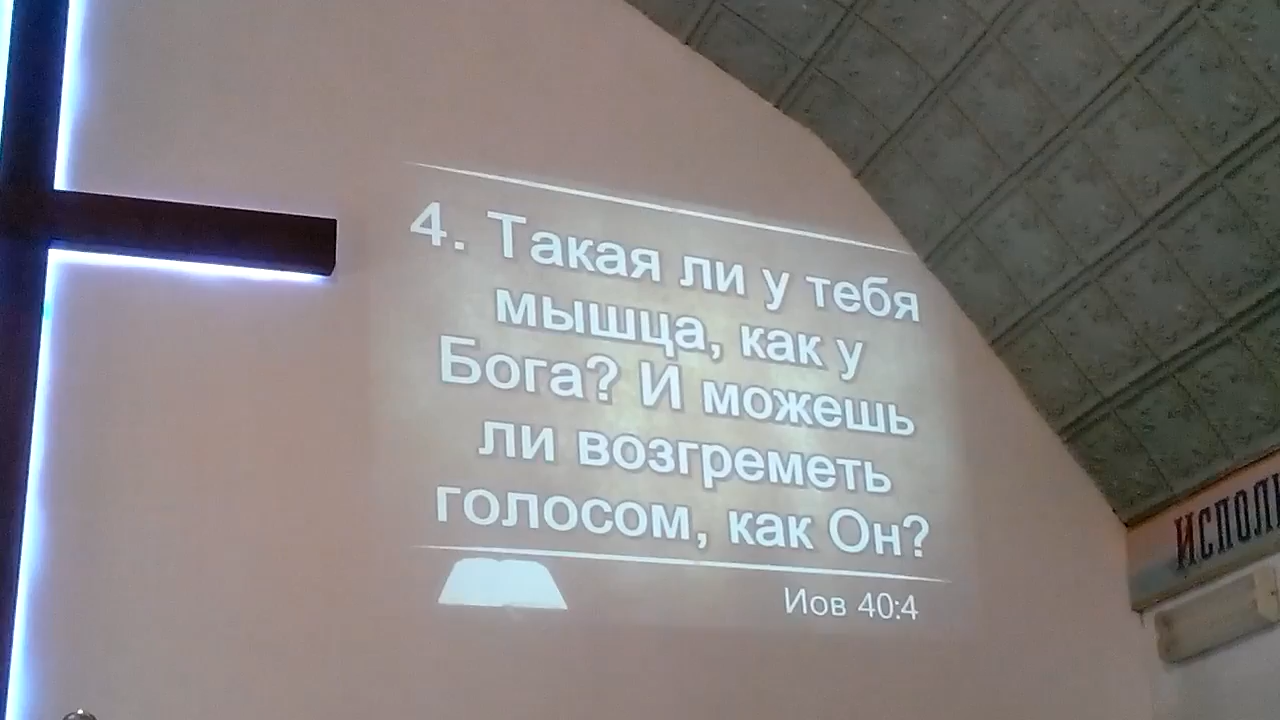 4. Такая ли у тебя
мышца, как у
Бога? И можешь
ли возгреметь
голосом, как Он?
Иов 40:4